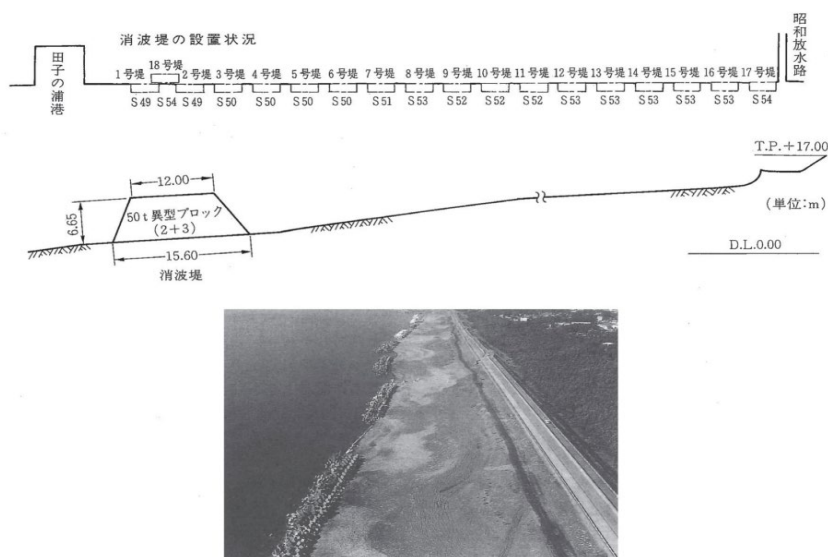 消波堤の設置状況
田子の浦港
昭和放水路
18号堤
1号堤 2号堤 3号堤 4号堤 5号堤 6号堤 7号堤 8号堤 9号堤 10号堤 11号堤 12号堤 13号堤 14号堤 15号堤 16号堤 17号堤
S49 S54 S49 S50 S50 S50 S50 S51 S53 S52 S52 S52 S53 S53 S53 S53 S53 S54
T.P.+17.00
12.00
(単位:m)
6.65
50t異型ブロック
(2+3)
D.L.0.00
15.60
消波堤